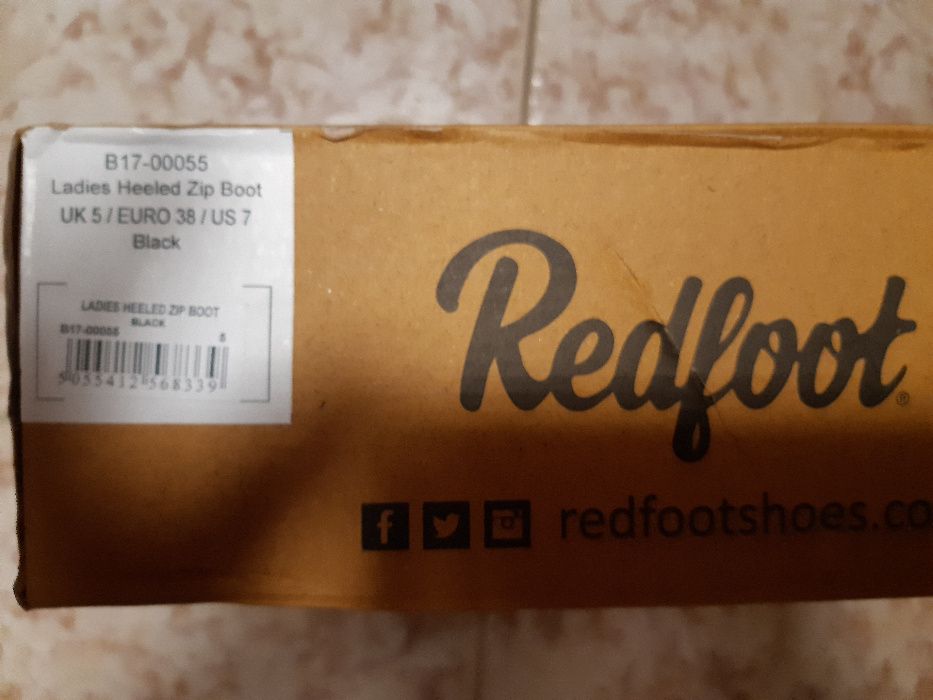 B17-00055
Ladies Heeled Zip Boot
UK 5 / EURO 38 / US 7
Black
LADIES HEELED ZIP BOOT
BLACK
B17-00055 5
5055412568339
Redfoot®
redfootshoes.co